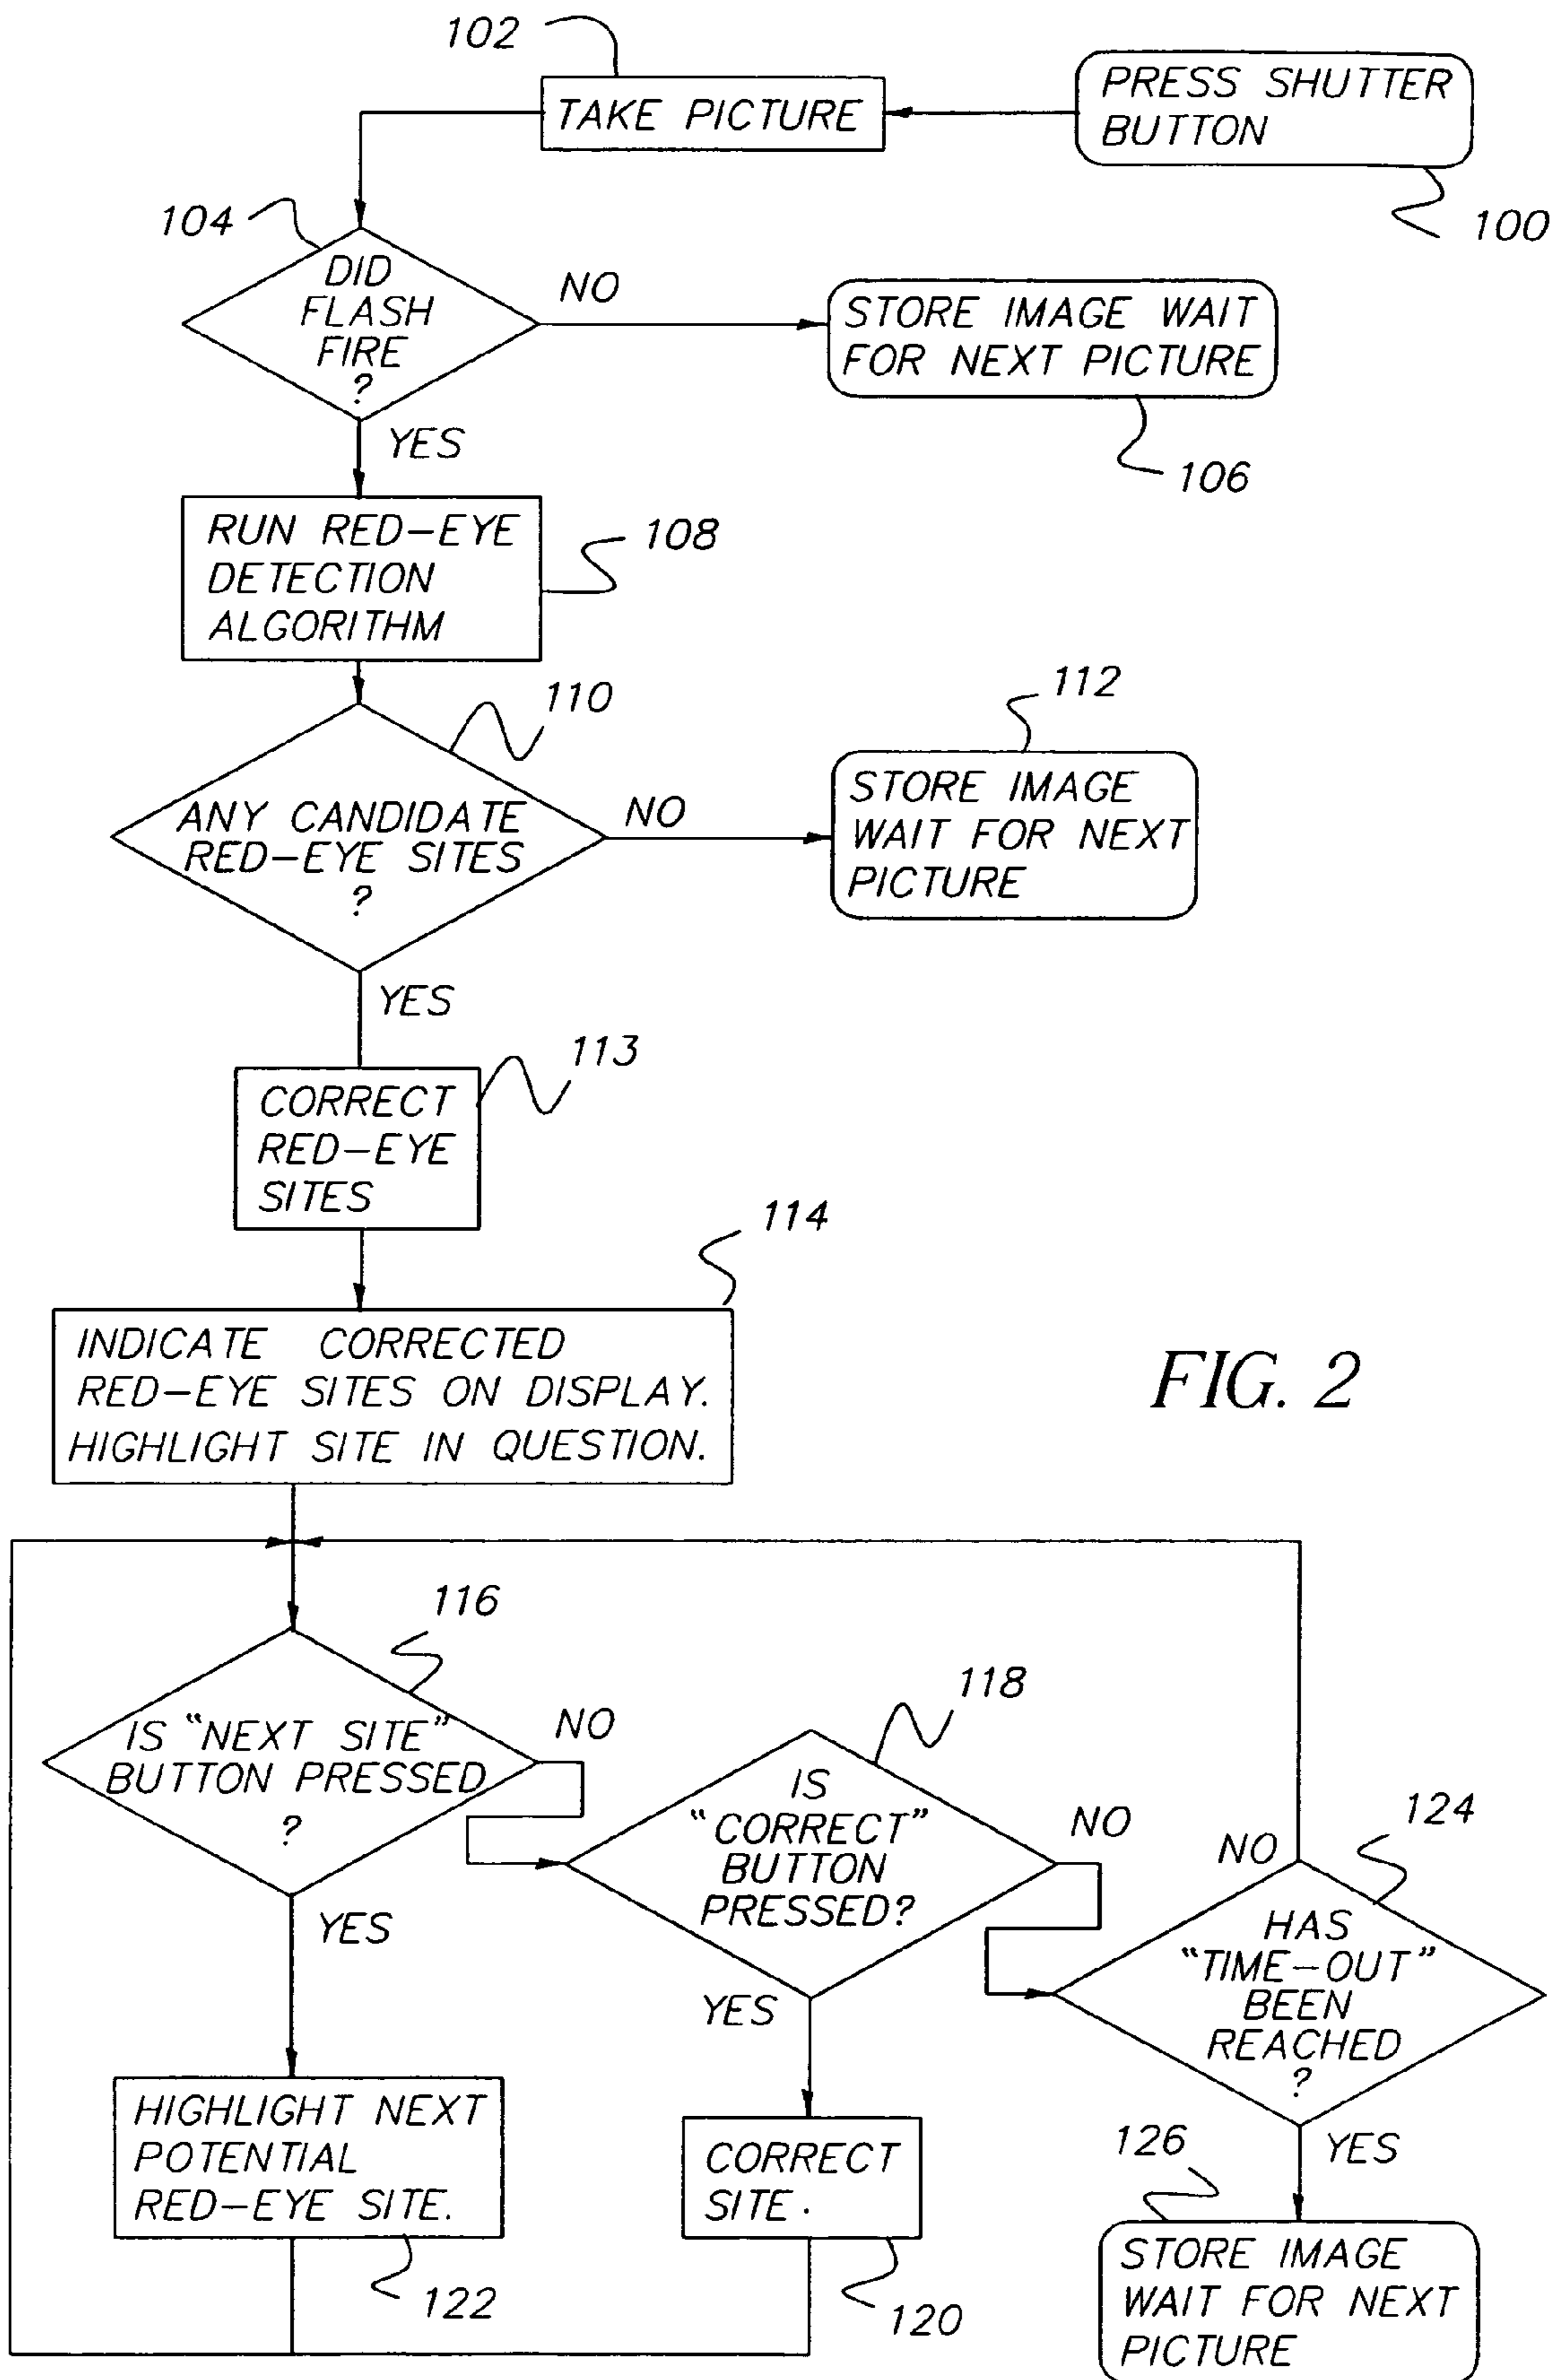 102
TAKE PICTURE
PRESS SHUTTER
BUTTON
100
104
DID
FLASH
FIRE
?
NO
STORE IMAGE WAIT
FOR NEXT PICTURE
106
YES
RUN RED-EYE
DETECTION
ALGORITHM
108
110
ANY CANDIDATE
RED-EYE SITES
?
NO
112
STORE IMAGE
WAIT FOR NEXT
PICTURE
YES
113
CORRECT
RED-EYE
SITES
114
INDICATE CORRECTED
RED-EYE SITES ON DISPLAY.
HIGHLIGHT SITE IN QUESTION.
FIG. 2
116
IS "NEXT SITE"
BUTTON PRESSED
?
NO
YES
118
IS
"CORRECT"
BUTTON
PRESSED?
NO
YES
124
NO
HAS
"TIME-OUT"
BEEN
REACHED
?
YES
HIGHLIGHT NEXT
POTENTIAL
RED-EYE SITE.
122
CORRECT
SITE.
120
126
STORE IMAGE
WAIT FOR NEXT
PICTURE